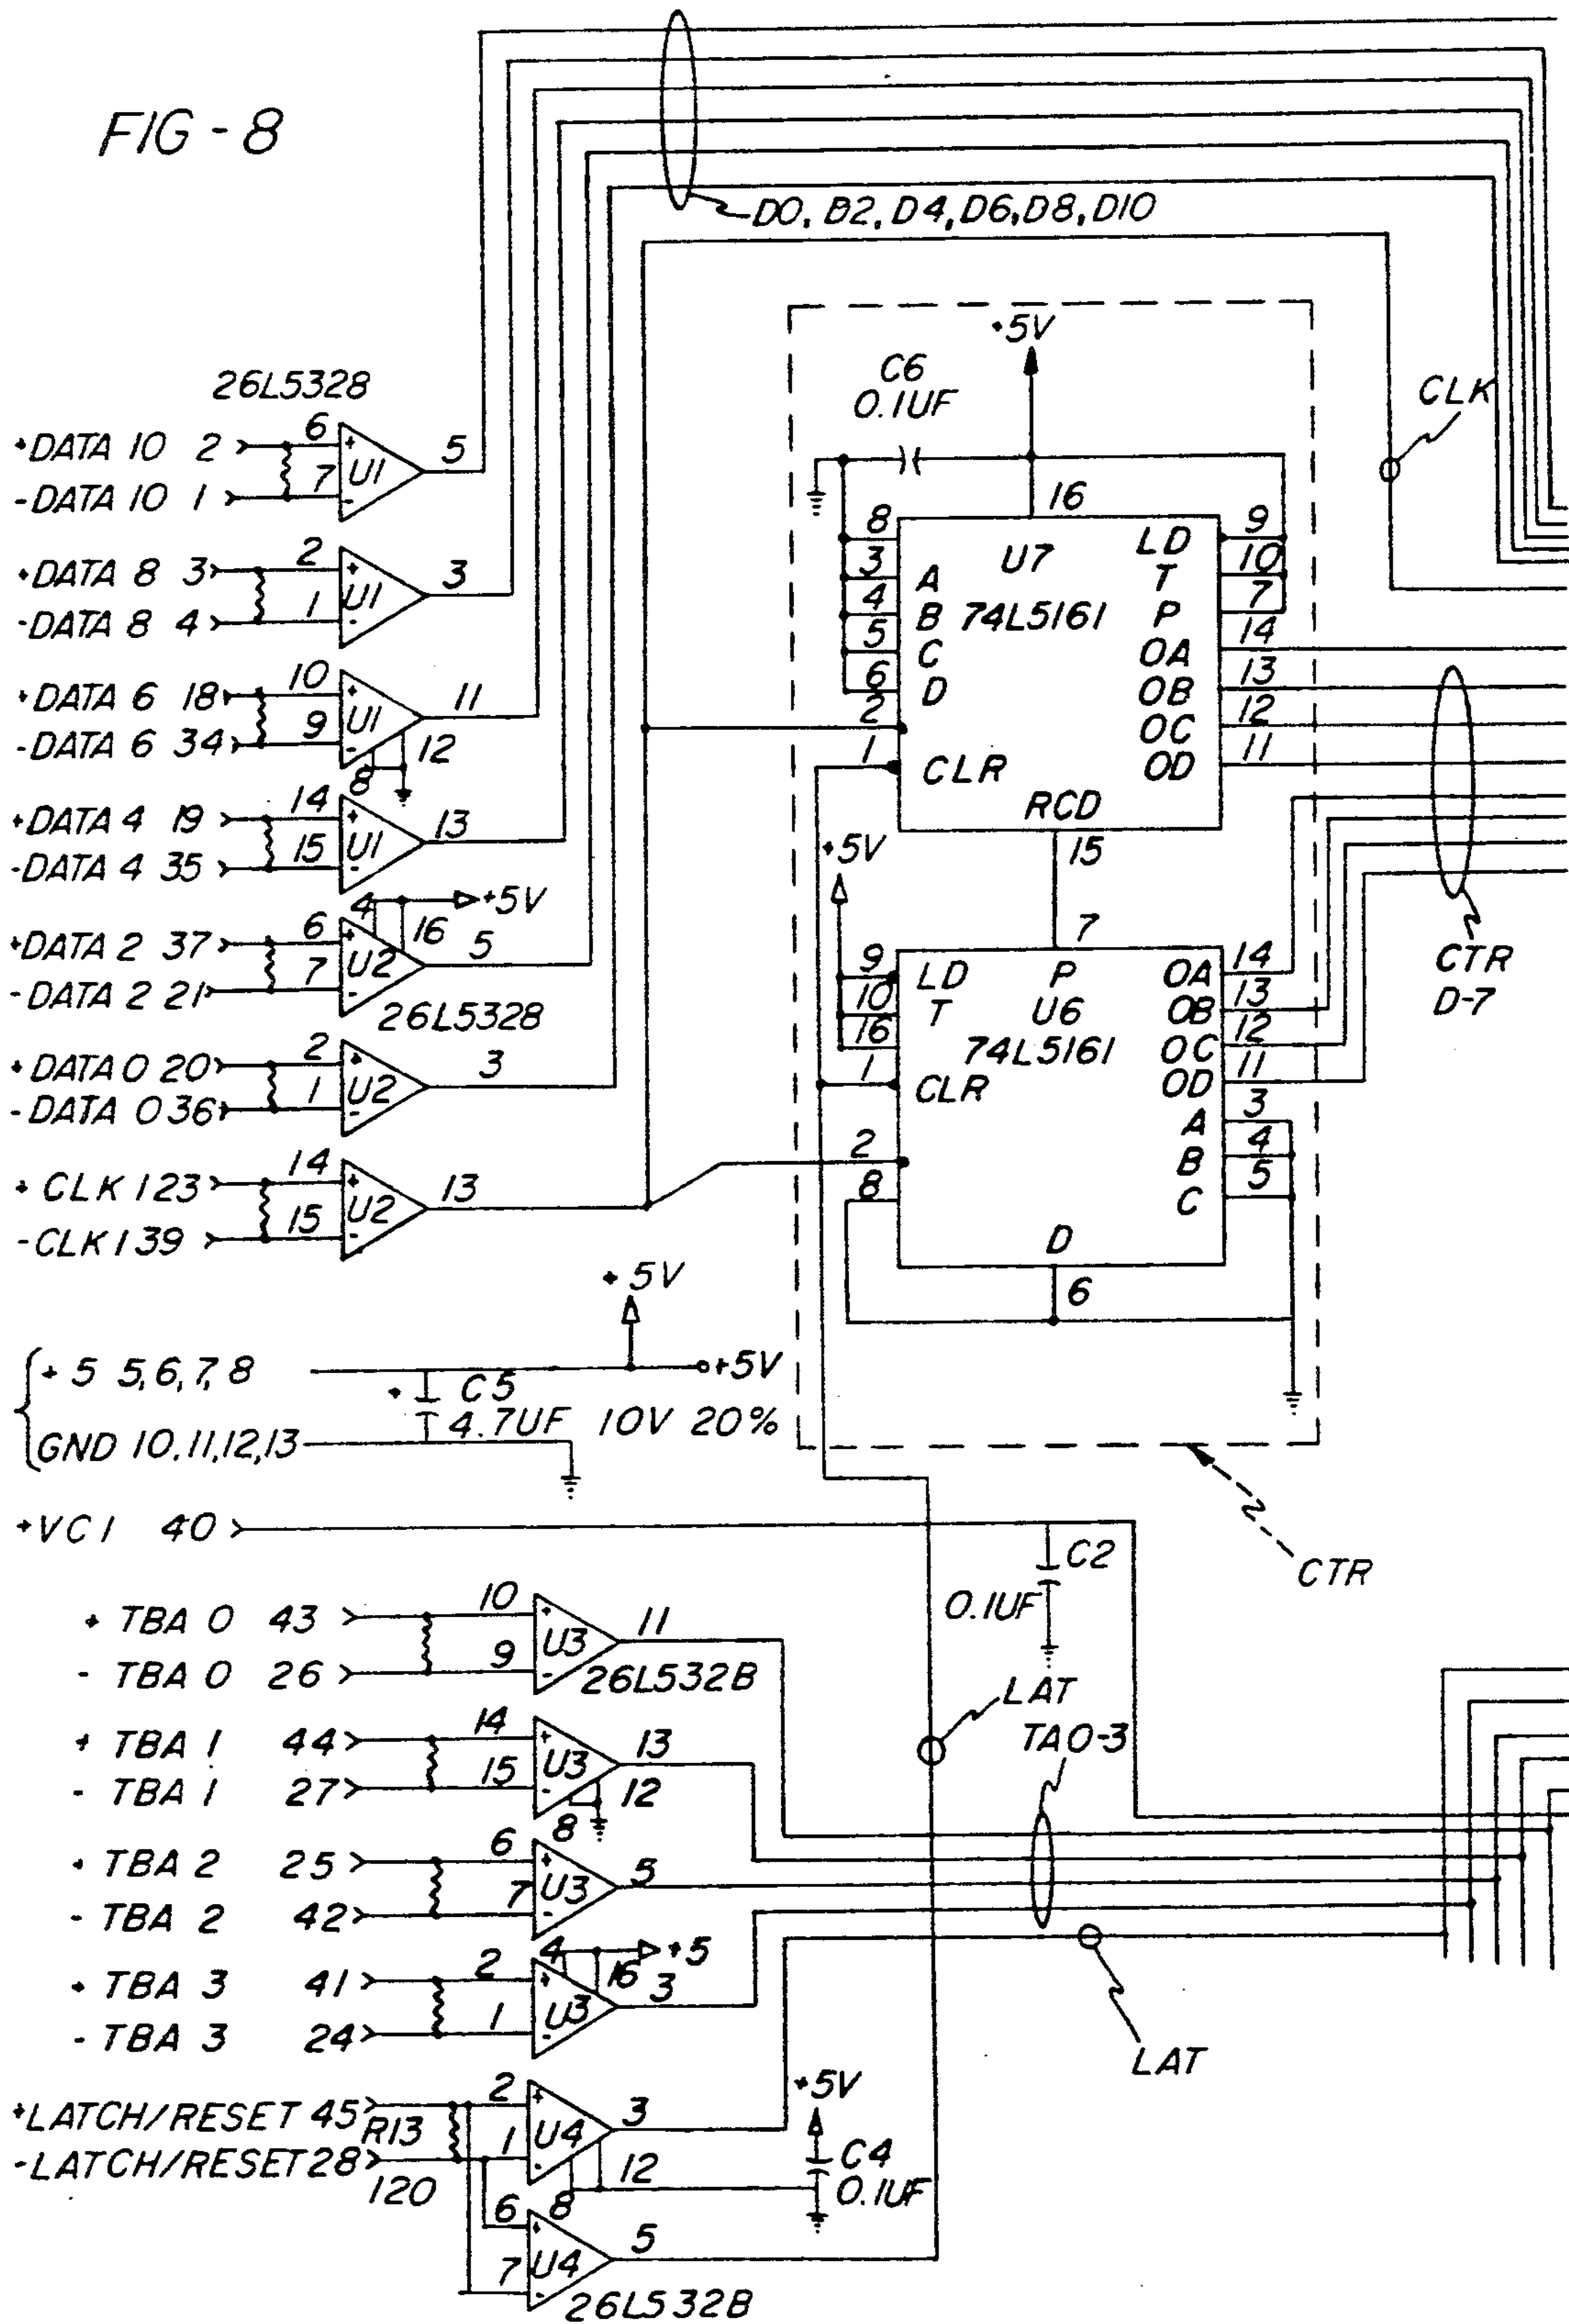 FIG - 8
D0, B2, D4, D6, D8, D10
26L5328
+DATA 10 2
-DATA 10 1
6
7
+
-
U1
5
+DATA 8 3
-DATA 8 4
2
1
+
-
U1
3
+DATA 6 18
-DATA 6 34
10
9
+
-
U1
11
12
8
+DATA 4 19
-DATA 4 35
14
15
+
-
U1
13
+DATA 2 37
-DATA 2 21
6
7
+
-
U2
4
16
+5V
5
26L5328
+DATA 0 20
-DATA 0 36
2
1
+
-
U2
3
+ CLK 1 23
-CLK 1 39
14
15
+
-
U2
13
+5V
C6
0.1UF
CLK
16
8
3
4
5
6
2
1
A
B
C
D
CLR
U7
74L5161
RCD
LD
T
P
OA
OB
OC
OD
9
10
7
14
13
12
11
15
+5V
7
9
10
16
1
2
8
LD
T
CLR
P
U6
74L5161
D
OA
OB
OC
OD
A
B
C
14
13
12
11
3
4
5
6
CTR
D-7
+5V
+ 5 5,6,7,8
+5V
+ C5
4.7UF 10V 20%
GND 10,11,12,13
+VC1 40
C2
0.1UF
CTR
+ TBA 0 43
- TBA 0 26
10
9
+
-
U3
11
26L532B
+ TBA 1 44
- TBA 1 27
14
15
+
-
U3
13
12
8
LAT
TA0-3
+ TBA 2 25
- TBA 2 42
6
7
+
-
U3
5
+ TBA 3 41
- TBA 3 24
2
1
+
-
U3
4
16
+5
3
LAT
+LATCH/RESET 45
-LATCH/RESET 28
R13
120
2
1
+
-
U4
3
12
8
+5V
C4
0.1UF
6
7
+
-
U4
5
26L532B